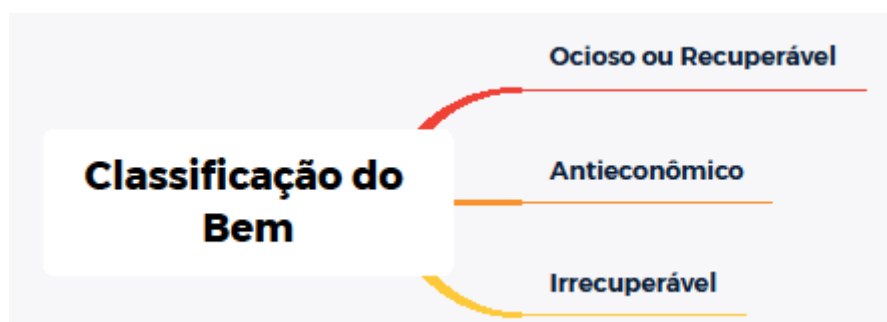 Ocioso ou Recuperável
Classificação do
Bem
Antieconômico
Irrecuperável